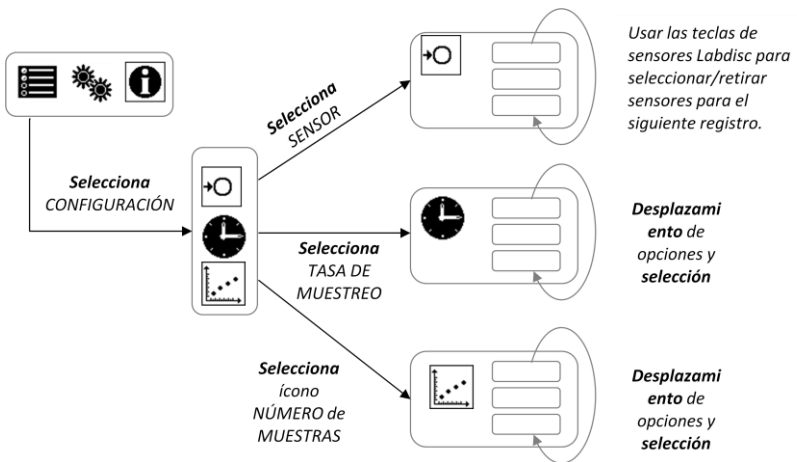 Selecciona
CONFIGURACIÓN
Selecciona
SENSOR
Usar las teclas de
sensores Labdisc para
seleccionar/retirar
sensores para el
siguiente registro.
Selecciona
TASA DE
MUESTREO
Desplazami
ento de
opciones y
selección
Selecciona
ícono
NÚMERO de
MUESTRAS
Desplazami
ento de
opciones y
selección